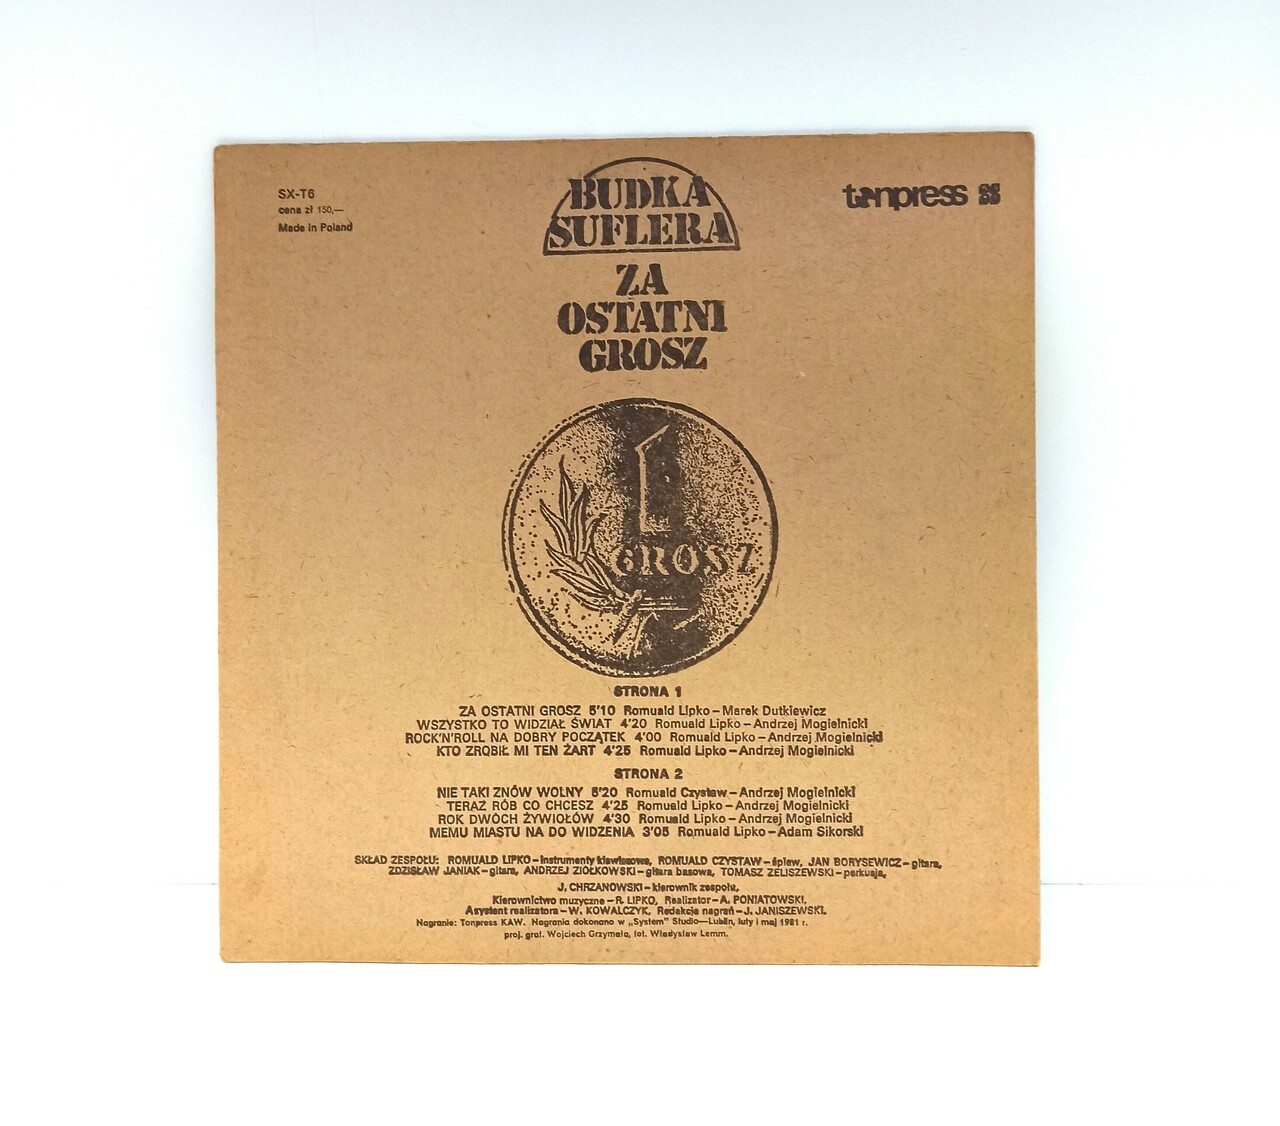 SX-T6
cena zł 150,—
Made in Poland
BUDKA
SUFLERA
tonpress
ZA
OSTATNI
GROSZ
1
GROSZ
STRONA 1
ZA OSTATNI GROSZ 5'10 Romuald Lipko – Marek Dutkiewicz
WSZYSTKO TO WIDZIAŁ ŚWIAT 4'20 Romuald Lipko – Andrzej Mogielnicki
ROCK'N'ROLL NA DOBRY POCZĄTEK 4'00 Romuald Lipko – Andrzej Mogielnicki
KTO ZROBIŁ MI TEN ŻART 4'25 Romuald Lipko – Andrzej Mogielnicki
STRONA 2
NIE TAKI ZNÓW WOLNY 5'20 Romuald Czystaw – Andrzej Mogielnicki
TERAZ RÓB CO CHCESZ 4'25 Romuald Lipko – Andrzej Mogielnicki
ROK DWÓCH ŻYWIOŁÓW 4'30 Romuald Lipko – Andrzej Mogielnicki
MEMU MIASTU NA DO WIDZENIA 3'05 Romuald Lipko – Adam Sikorski
SKŁAD ZESPOŁU: ROMUALD LIPKO – instrumenty klawiszowe, ROMUALD CZYSTAW – śpiew, JAN BORYSEWICZ – gitara,
ZDZISŁAW JANIAK – gitara, ANDRZEJ ZIÓŁKOWSKI – gitara basowa, TOMASZ ZELISZEWSKI – perkusja,
J. CHRZANOWSKI – kierownik zespołu,
Kierownictwo muzyczne – R. LIPKO, Realizator – A. PONIATOWSKI,
Asystent realizatora – W. KOWALCZYK, Redakcja nagrań – J. JANISZEWSKI.
Nagranie: Tonpress KAW. Nagrania dokonano w „System" Studio—Lublin, luty i maj 1981 r.
proj. graf. Wojciech Grzymała, fot. Władysław Lemm.